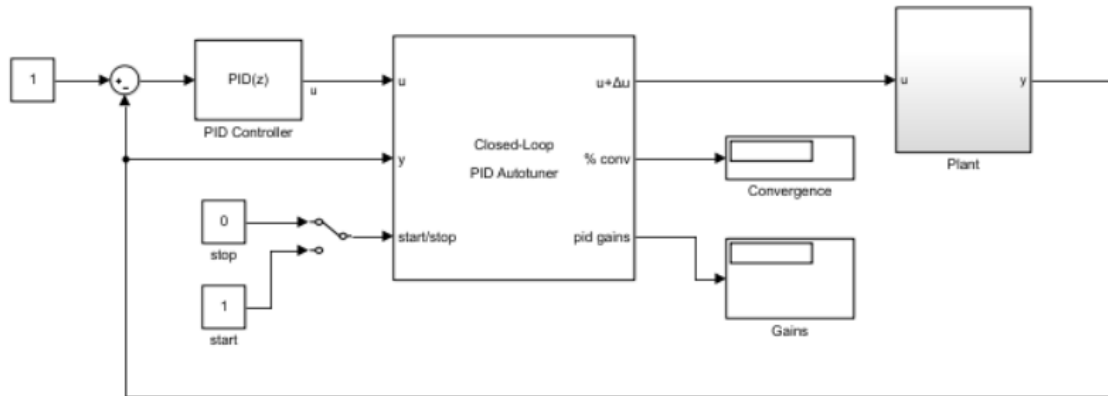 1
+
−
PID(z)
u
PID Controller
u
y
start/stop
Closed-Loop
PID Autotuner
u+Δu
% conv
pid gains
0
stop
1
start
Convergence
Gains
u
y
Plant